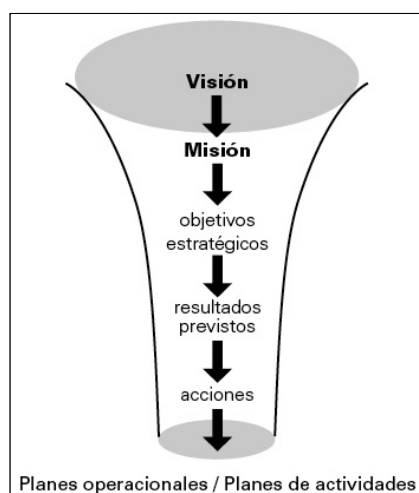 Visión
Misión
objetivos
estratégicos
resultados
previstos
acciones
Planes operacionales / Planes de actividades